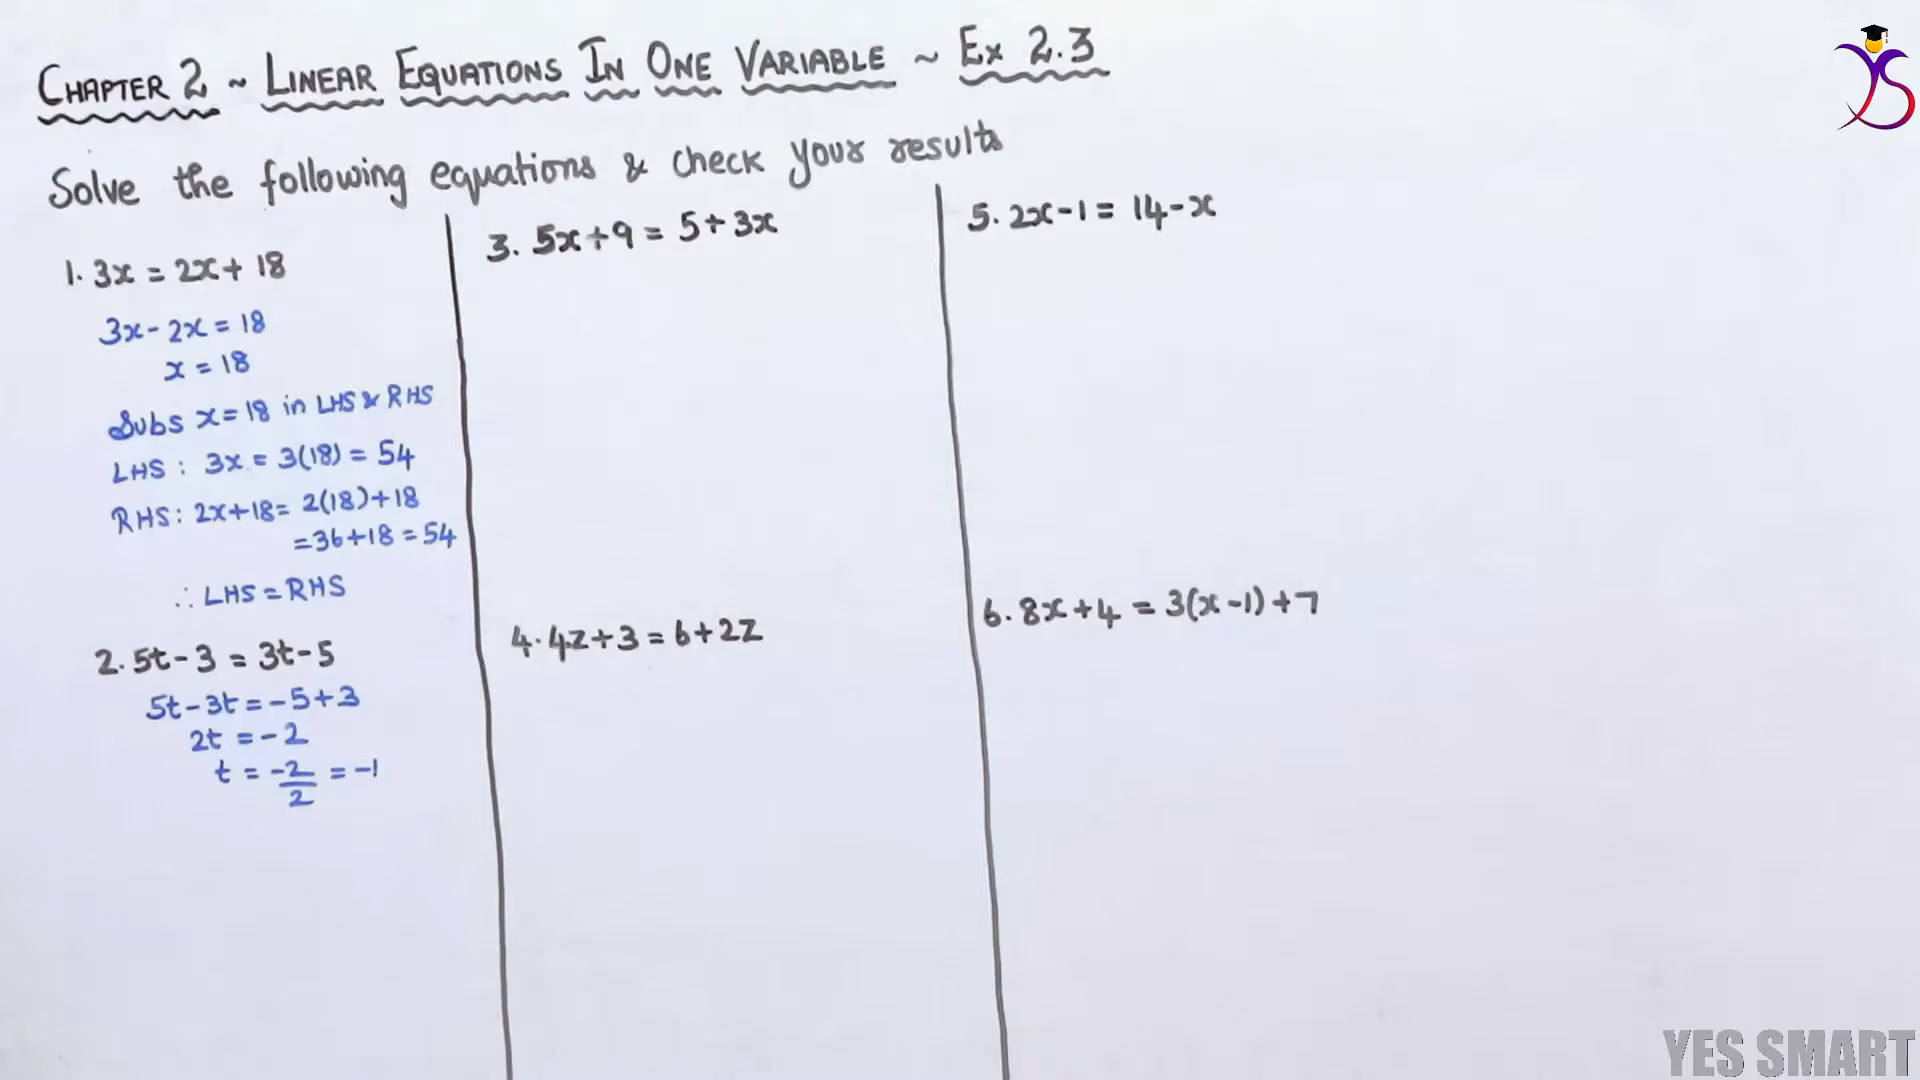 CHAPTER 2 ~ LINEAR EQUATIONS IN ONE VARIABLE ~ Ex 2.3
Solve the following equations & check your results
1. 3x = 2x + 18
3x - 2x = 18
x = 18
Subs x = 18 in LHS & RHS
LHS : 3x = 3(18) = 54
RHS : 2x+18 = 2(18)+18
=36+18 = 54
∴ LHS = RHS
2. 5t - 3 = 3t - 5
5t - 3t = -5+3
2t = -2
t = -2/2 = -1
3. 5x + 9 = 5 + 3x
4. 4z + 3 = 6 + 2z
5. 2x - 1 = 14 - x
6. 8x + 4 = 3(x - 1) + 7
YES SMART